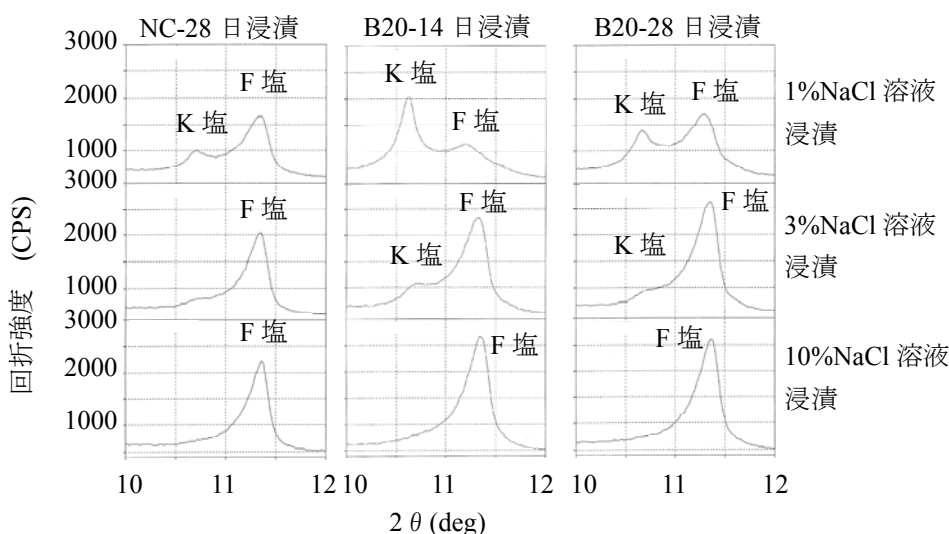 NC-28 日浸漬 B20-14 日浸漬 B20-28 日浸漬
3000
2000
1000
K 塩 F 塩
K 塩 F 塩
K 塩 F 塩
1%NaCl 溶液
浸漬
3000
2000
1000
F 塩
K 塩 F 塩
K 塩 F 塩
3%NaCl 溶液
浸漬
3000
2000
1000
F 塩
F 塩
F 塩
10%NaCl 溶液
浸漬
回折強度 (CPS)
10 11 12 10 11 12 10 11 12
2 θ (deg)